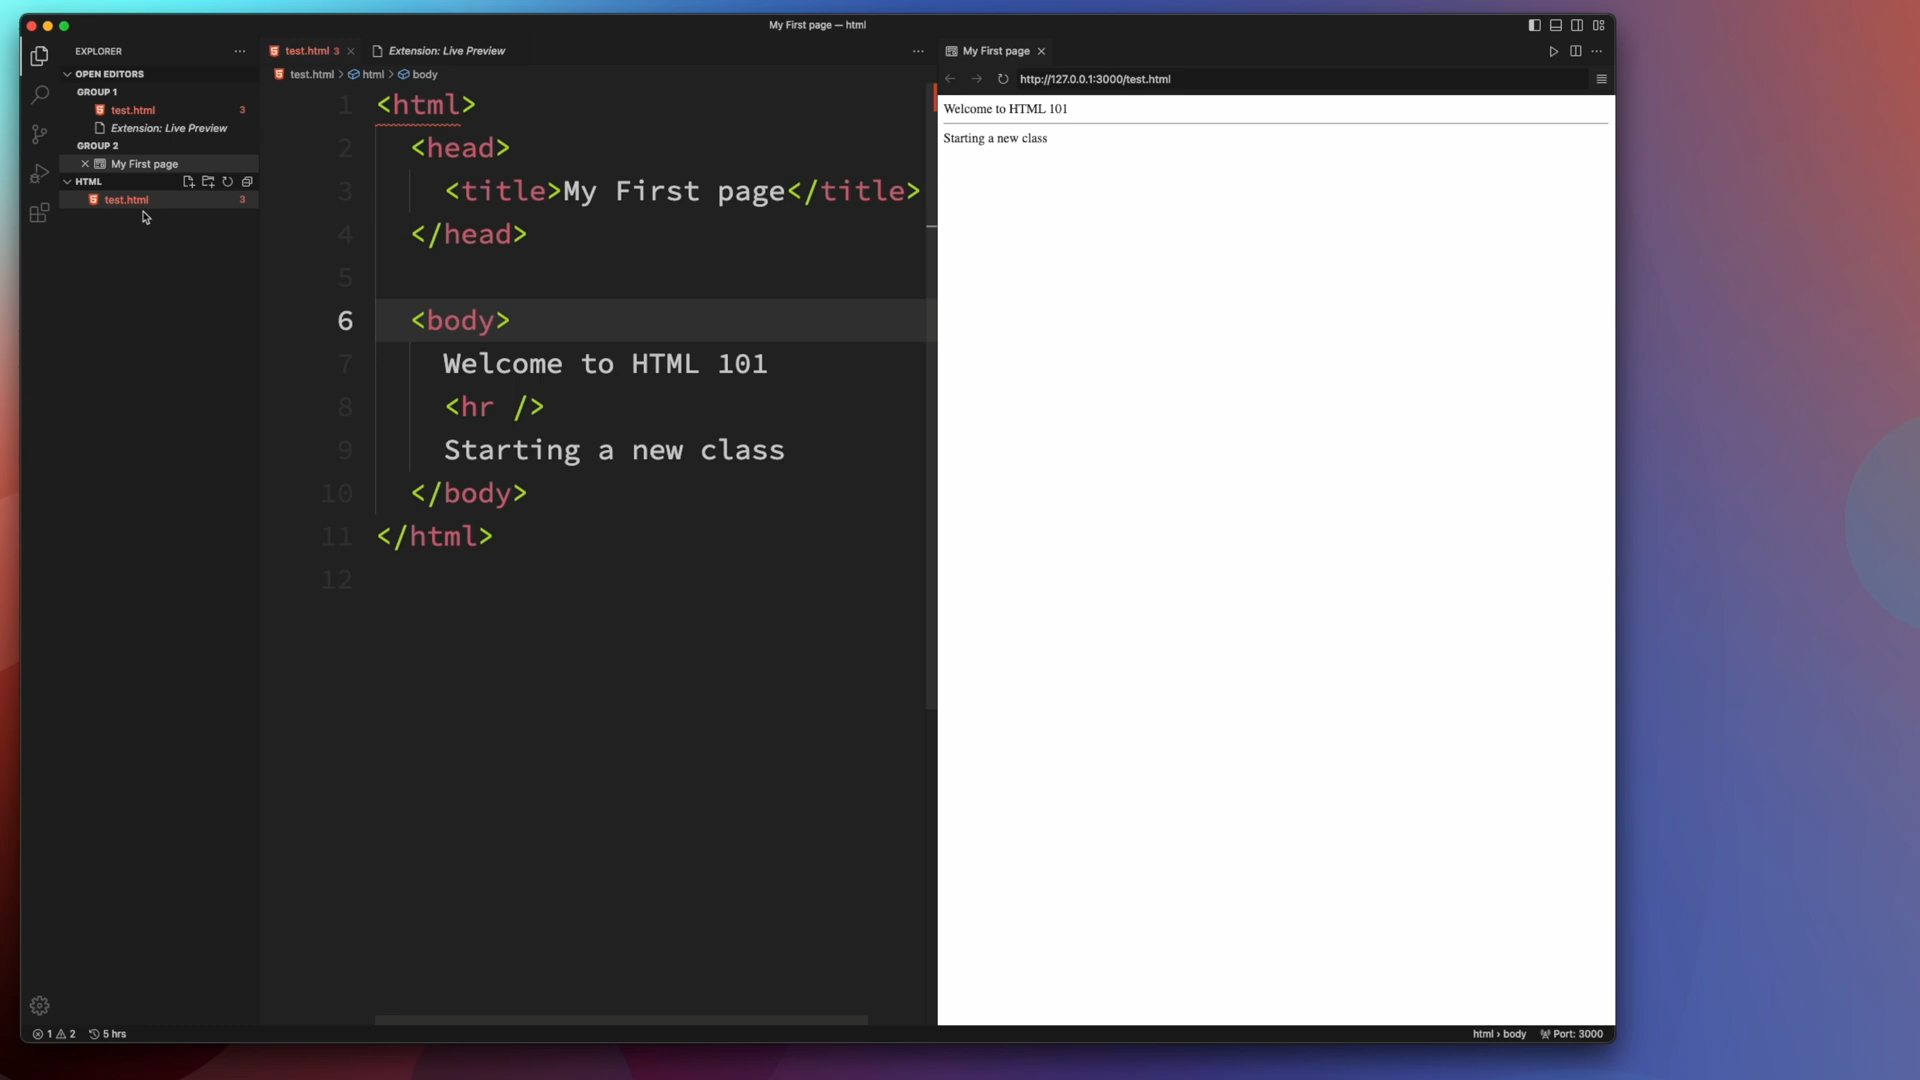 My First page — html
EXPLORER
OPEN EDITORS
GROUP 1
test.html 3
Extension: Live Preview
GROUP 2
My First page
HTML
test.html 3
test.html 3
Extension: Live Preview
test.html > html > body
1 <html>
2 <head>
3 <title>My First page</title>
4 </head>
5
6 <body>
7 Welcome to HTML 101
8 <hr />
9 Starting a new class
10 </body>
11 </html>
12
My First page
http://127.0.0.1:3000/test.html
Welcome to HTML 101
Starting a new class
1 2 5 hrs
html › body Port: 3000